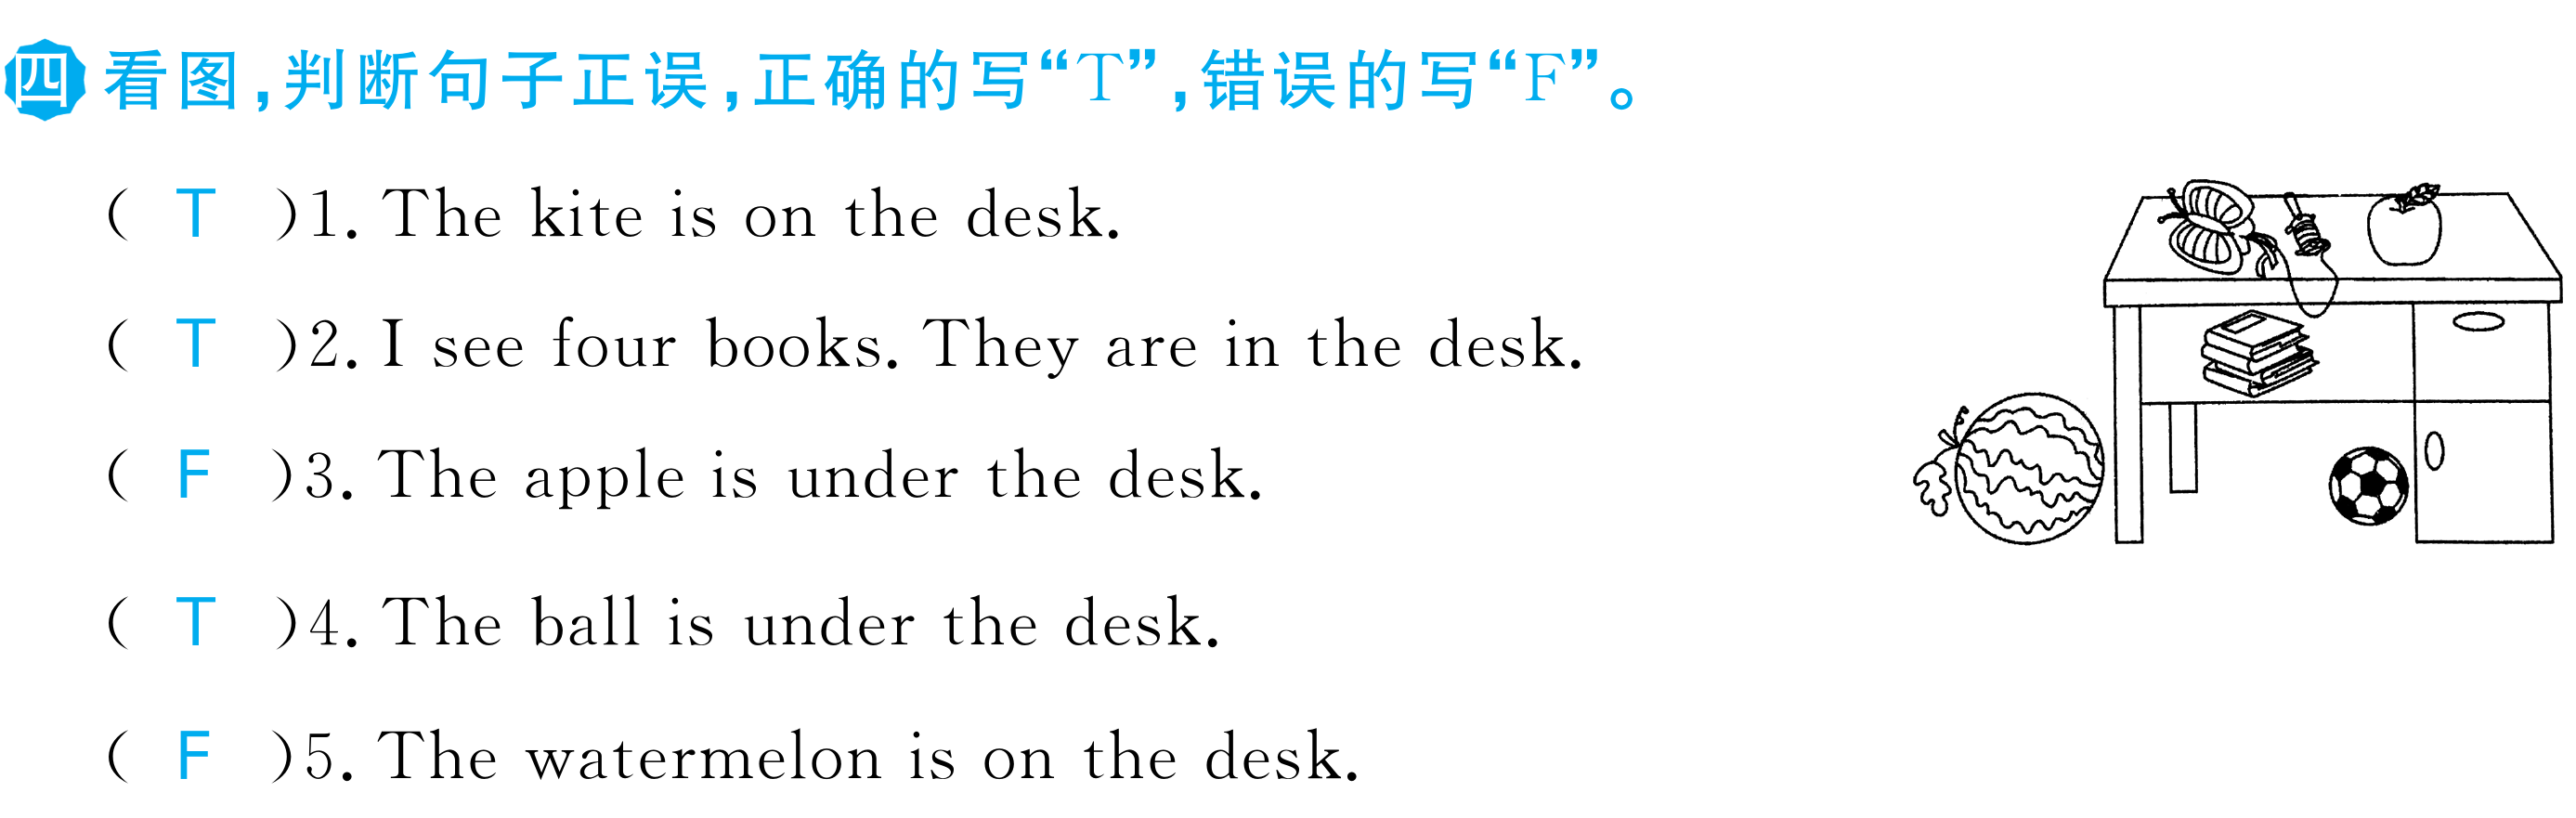 四 看图,判断句子正误,正确的写“T”,错误的写“F”。
( T )1. The kite is on the desk.
( T )2. I see four books. They are in the desk.
( F )3. The apple is under the desk.
( T )4. The ball is under the desk.
( F )5. The watermelon is on the desk.